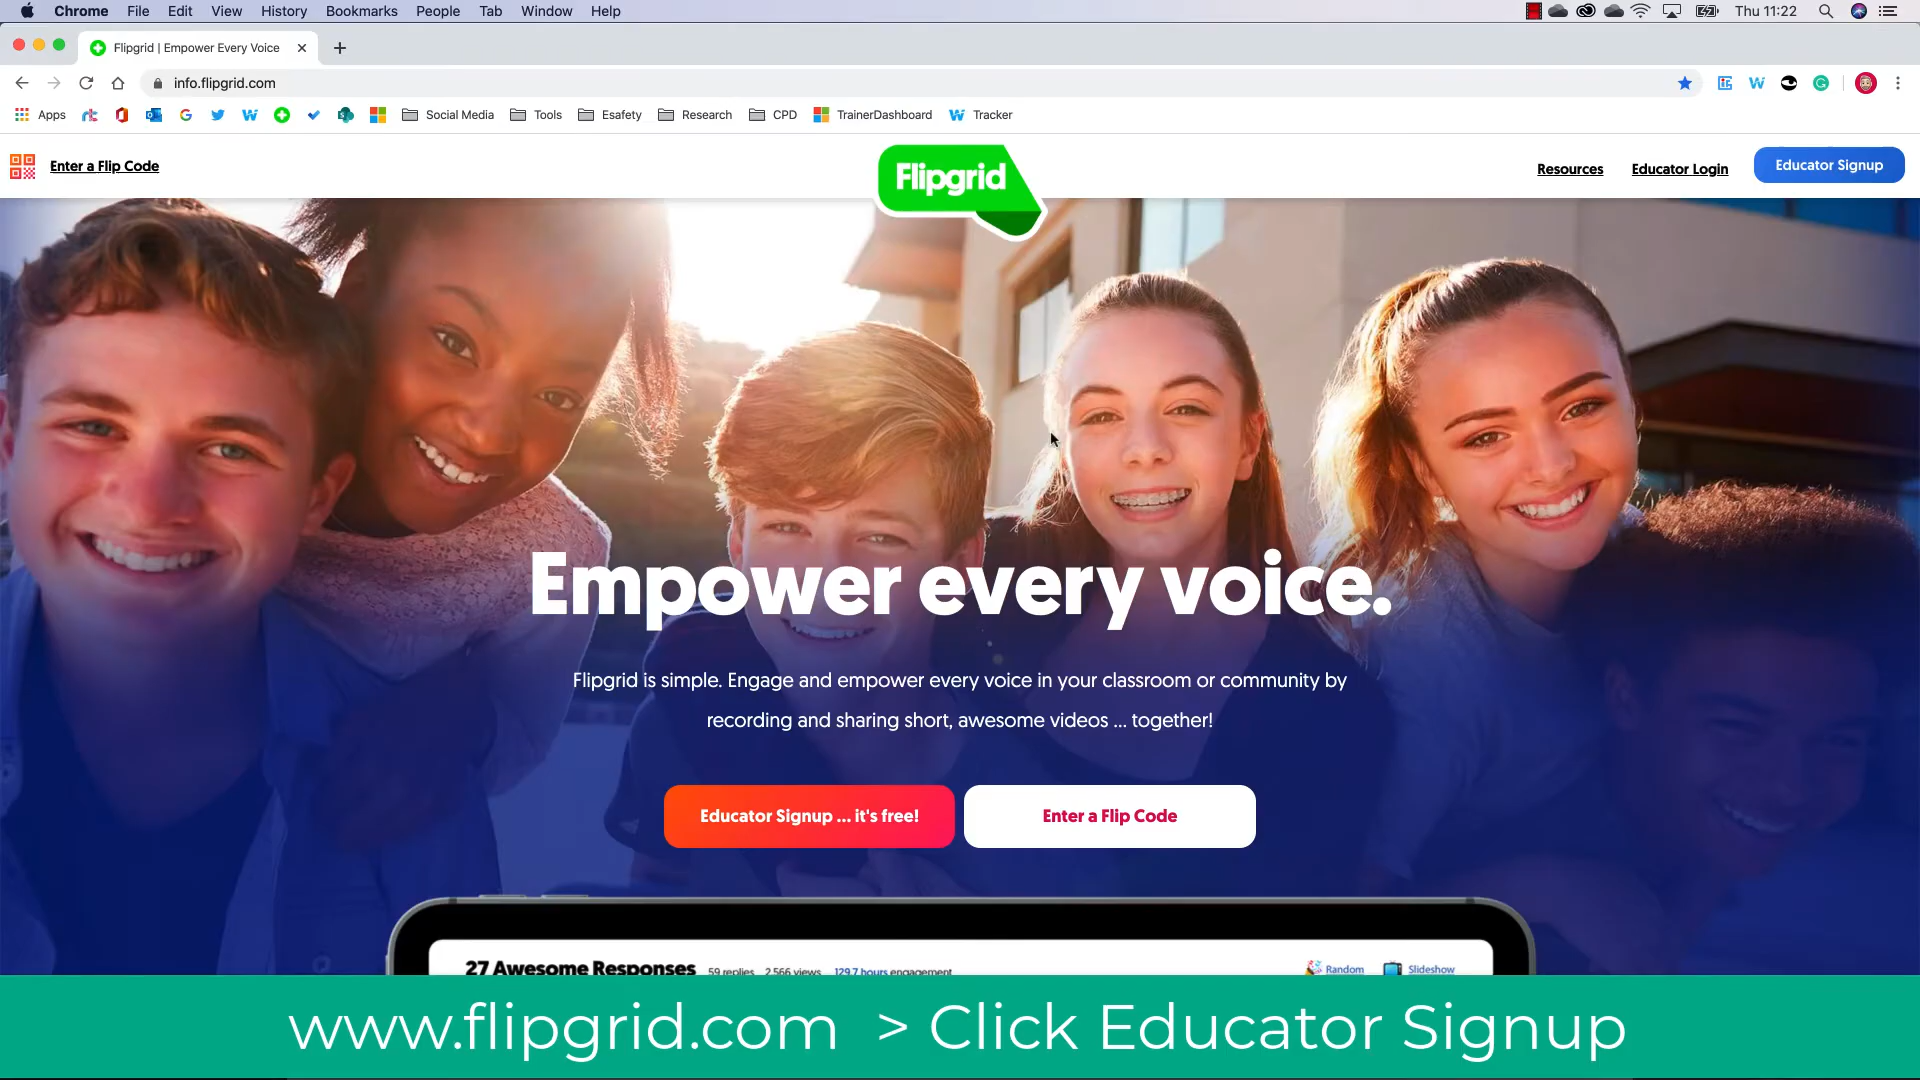 Chrome File Edit View History Bookmarks People Tab Window Help Thu 11:22
Flipgrid | Empower Every Voice
info.flipgrid.com
Apps Social Media Tools Esafety Research CPD TrainerDashboard Tracker
Enter a Flip Code Flipgrid Resources Educator Login Educator Signup
Empower every voice.
Flipgrid is simple. Engage and empower every voice in your classroom or community by
recording and sharing short, awesome videos ... together!
Educator Signup ... it's free! Enter a Flip Code
27 Awesome Responses 59 replies 2,566 views 129.7 hours engagement Random Slideshow
www.flipgrid.com > Click Educator Signup